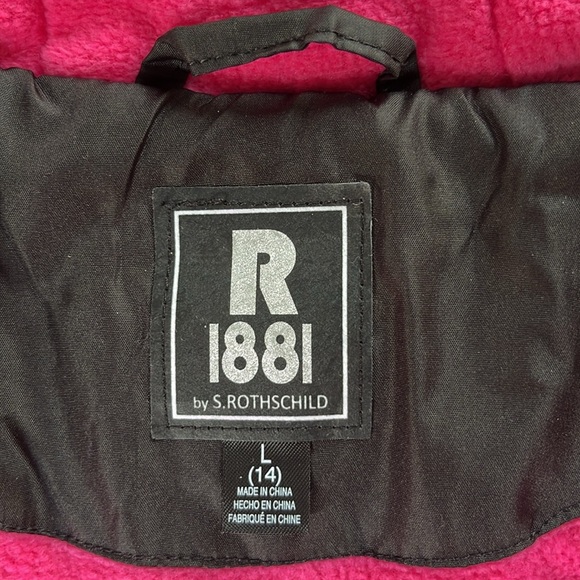 R
1881
by S.ROTHSCHILD
L
(14)
MADE IN CHINA
HECHO EN CHINA
FABRIQUÉ EN CHINE